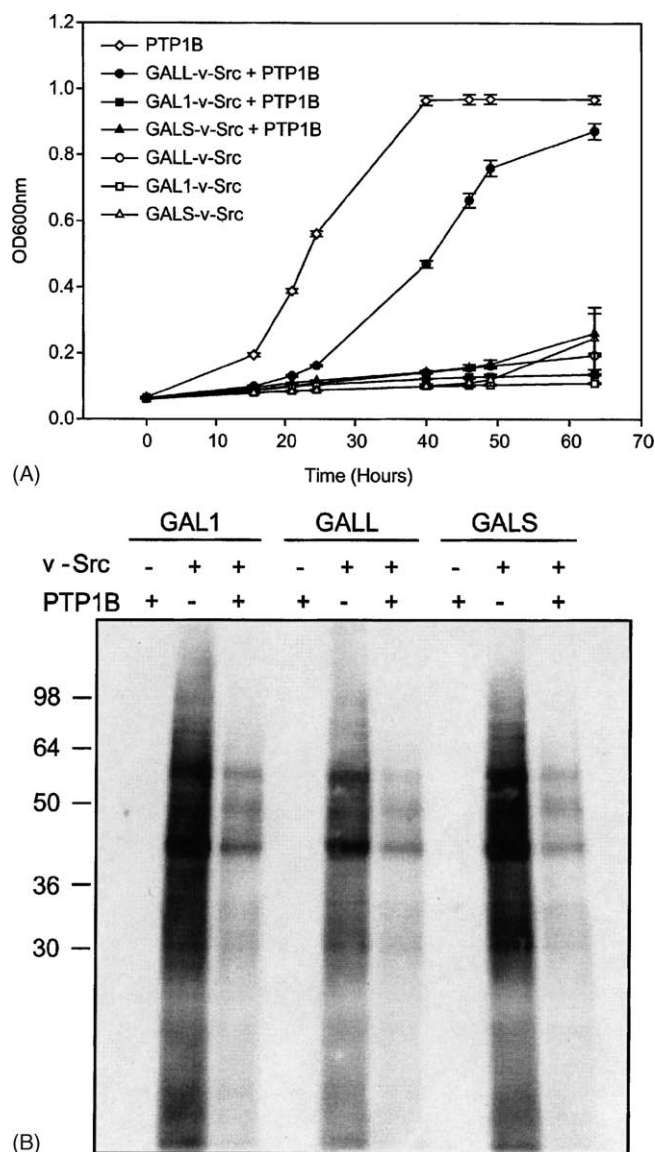 1.2
1.0
0.8
0.6
0.4
0.2
0.0
OD600nm
PTP1B
GALL-v-Src + PTP1B
GAL1-v-Src + PTP1B
GALS-v-Src + PTP1B
GALL-v-Src
GAL1-v-Src
GALS-v-Src
0 10 20 30 40 50 60 70
Time (Hours)
(A)
GAL1 GALL GALS
v -Src - + + - + + - + +
PTP1B + - + + - + + - +
98
64
50
36
30
(B)